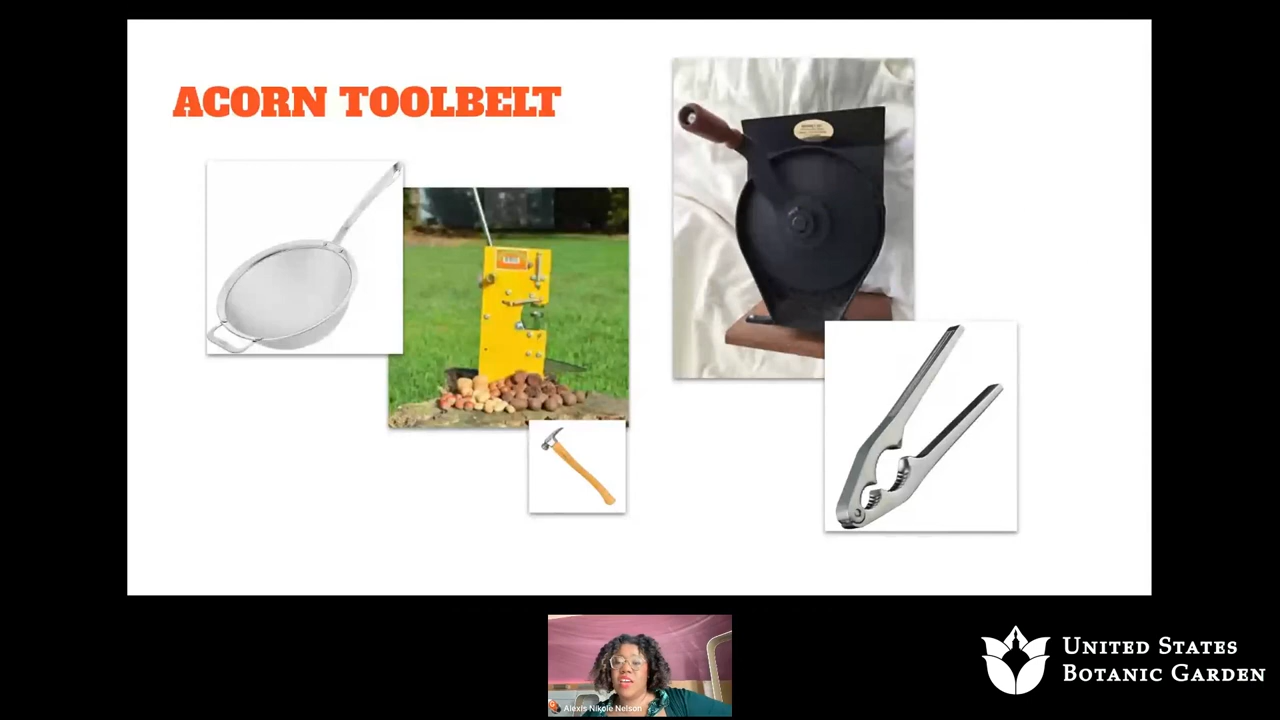 ACORN TOOLBELT
Alexis Nikole Nelson
UNITED STATES
BOTANIC GARDEN